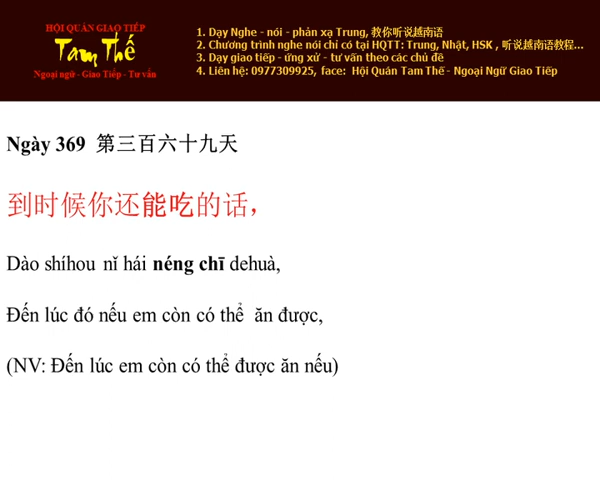 HỘI QUÁN GIAO TIẾP
Tam Thế
Ngoại ngữ - Giao Tiếp - Tư vấn
1. Dạy Nghe - nói - phản xạ Trung, 教你听说越南语
2. Chương trình nghe nói chỉ có tại HQTT: Trung, Nhật, HSK , 听说越南语教程...
3. Dạy giao tiếp - ứng xử - tư vấn theo các chủ đề
4. Liên hệ: 0977309925, face: Hội Quán Tam Thế - Ngoại Ngữ Giao Tiếp
Ngày 369 第三百六十九天
到时候你还能吃的话，
Dào shíhou nǐ hái néng chī dehuà,
Đến lúc đó nếu em còn có thể ăn được,
(NV: Đến lúc em còn có thể được ăn nếu)